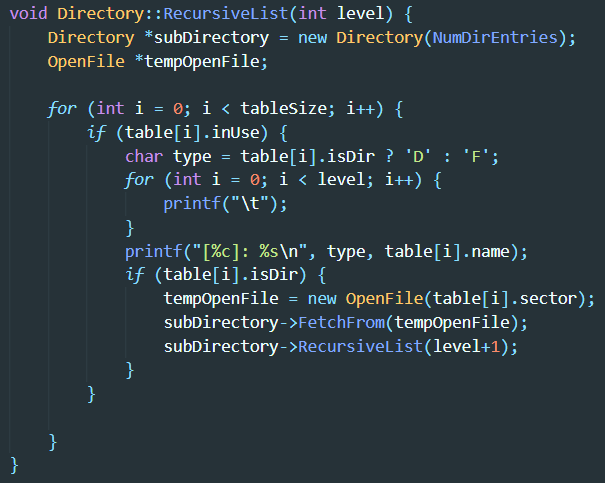 void Directory::RecursiveList(int level) {
    Directory *subDirectory = new Directory(NumDirEntries);
    OpenFile *tempOpenFile;

    for (int i = 0; i < tableSize; i++) {
        if (table[i].inUse) {
            char type = table[i].isDir ? 'D' : 'F';
            for (int i = 0; i < level; i++) {
                printf("\t");
            }
            printf("[%c]: %s\n", type, table[i].name);
            if (table[i].isDir) {
                tempOpenFile = new OpenFile(table[i].sector);
                subDirectory->FetchFrom(tempOpenFile);
                subDirectory->RecursiveList(level+1);
            }
        }

    }
}